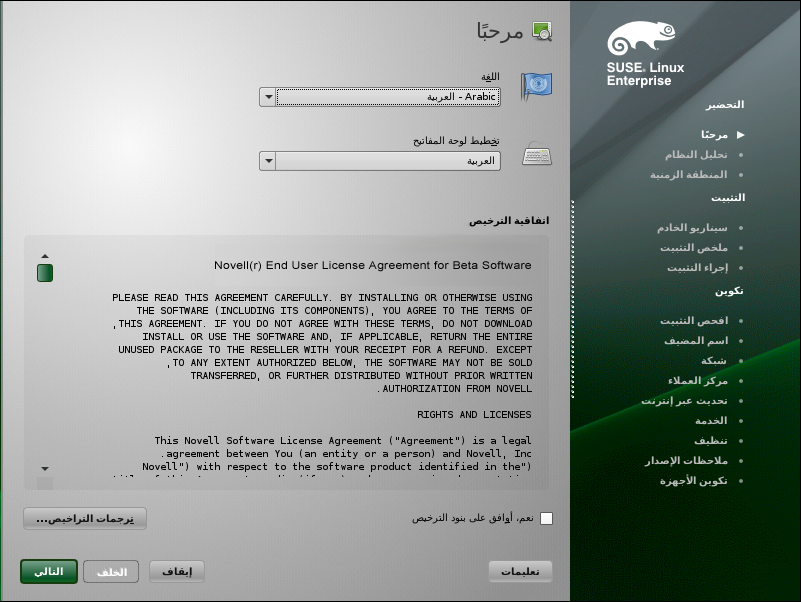 SUSE. Linux
Enterprise
التحضير
مرحبًا
تحليل النظام
المنطقة الزمنية
التثبيت
سيناريو الخادم
ملخص التثبيت
إجراء التثبيت
تكوين
افحص التثبيت
اسم المضيف
شبكة
مركز العملاء
تحديث عبر إنترنت
الخدمة
تنظيف
ملاحظات الإصدار
تكوين الأجهزة
مرحبًا
اللغة
العربية - Arabic
تخطيط لوحة المفاتيح
العربية
اتفاقية الترخيص
Novell(r) End User License Agreement for Beta Software
PLEASE READ THIS AGREEMENT CAREFULLY. BY INSTALLING OR OTHERWISE USING
THE SOFTWARE (INCLUDING ITS COMPONENTS), YOU AGREE TO THE TERMS OF
,THIS AGREEMENT. IF YOU DO NOT AGREE WITH THESE TERMS, DO NOT DOWNLOAD
INSTALL OR USE THE SOFTWARE AND, IF APPLICABLE, RETURN THE ENTIRE
UNUSED PACKAGE TO THE RESELLER WITH YOUR RECEIPT FOR A REFUND. EXCEPT
,TO ANY EXTENT AUTHORIZED BELOW, THE SOFTWARE MAY NOT BE SOLD
TRANSFERRED, OR FURTHER DISTRIBUTED WITHOUT PRIOR WRITTEN
.AUTHORIZATION FROM NOVELL
RIGHTS AND LICENSES
This Novell Software License Agreement ("Agreement") is a legal
.agreement between You (an entity or a person) and Novell, Inc
Novell") with respect to the software product identified in the")
نعم، أوافق على بنود الترخيص
ترجمات التراخيص...
تعليمات
إيقاف
الخلف
التالي